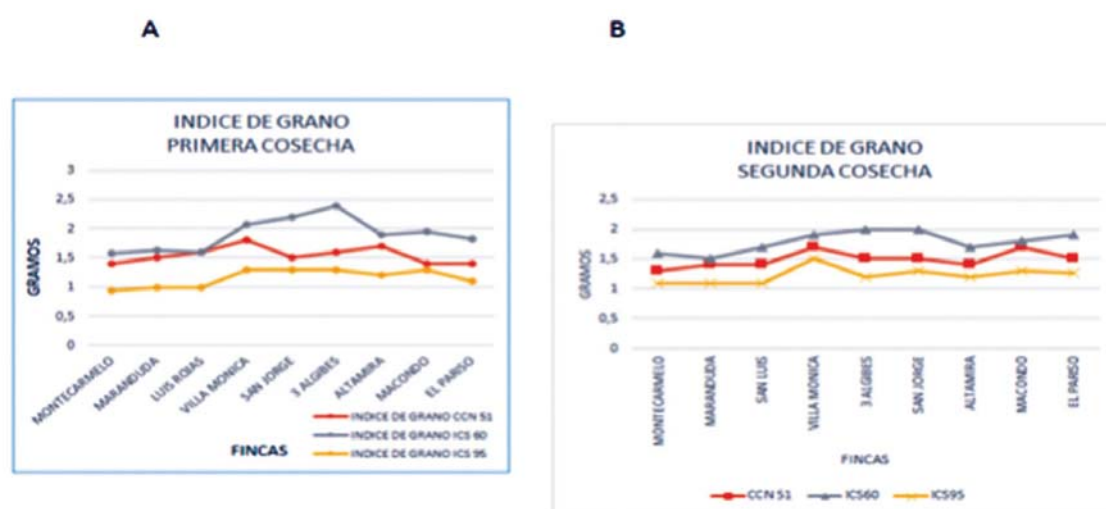 A
INDICE DE GRANO
PRIMERA COSECHA
3
2,5
2
1,5
1
0,5
0
GRAMOS
MONTECARMELO
MARANDUDA
LUIS ROJAS
VILLA MONICA
SAN JORGE
3 ALGIBES
ALTAMIRA
MACONDO
EL PARISO
INDICE DE GRANO CCN 51
INDICE DE GRANO ICS 60
INDICE DE GRANO ICS 95
FINCAS
B
INDICE DE GRANO
SEGUNDA COSECHA
2,5
2
1,5
1
0,5
0
GRAMOS
MONTECARMELO
MARANDUDA
SAN LUIS
VILLA MONICA
3 ALGIBES
SAN JORGE
ALTAMIRA
MACONDO
EL PARISO
FINCAS
CCN 51
ICS60
ICS95